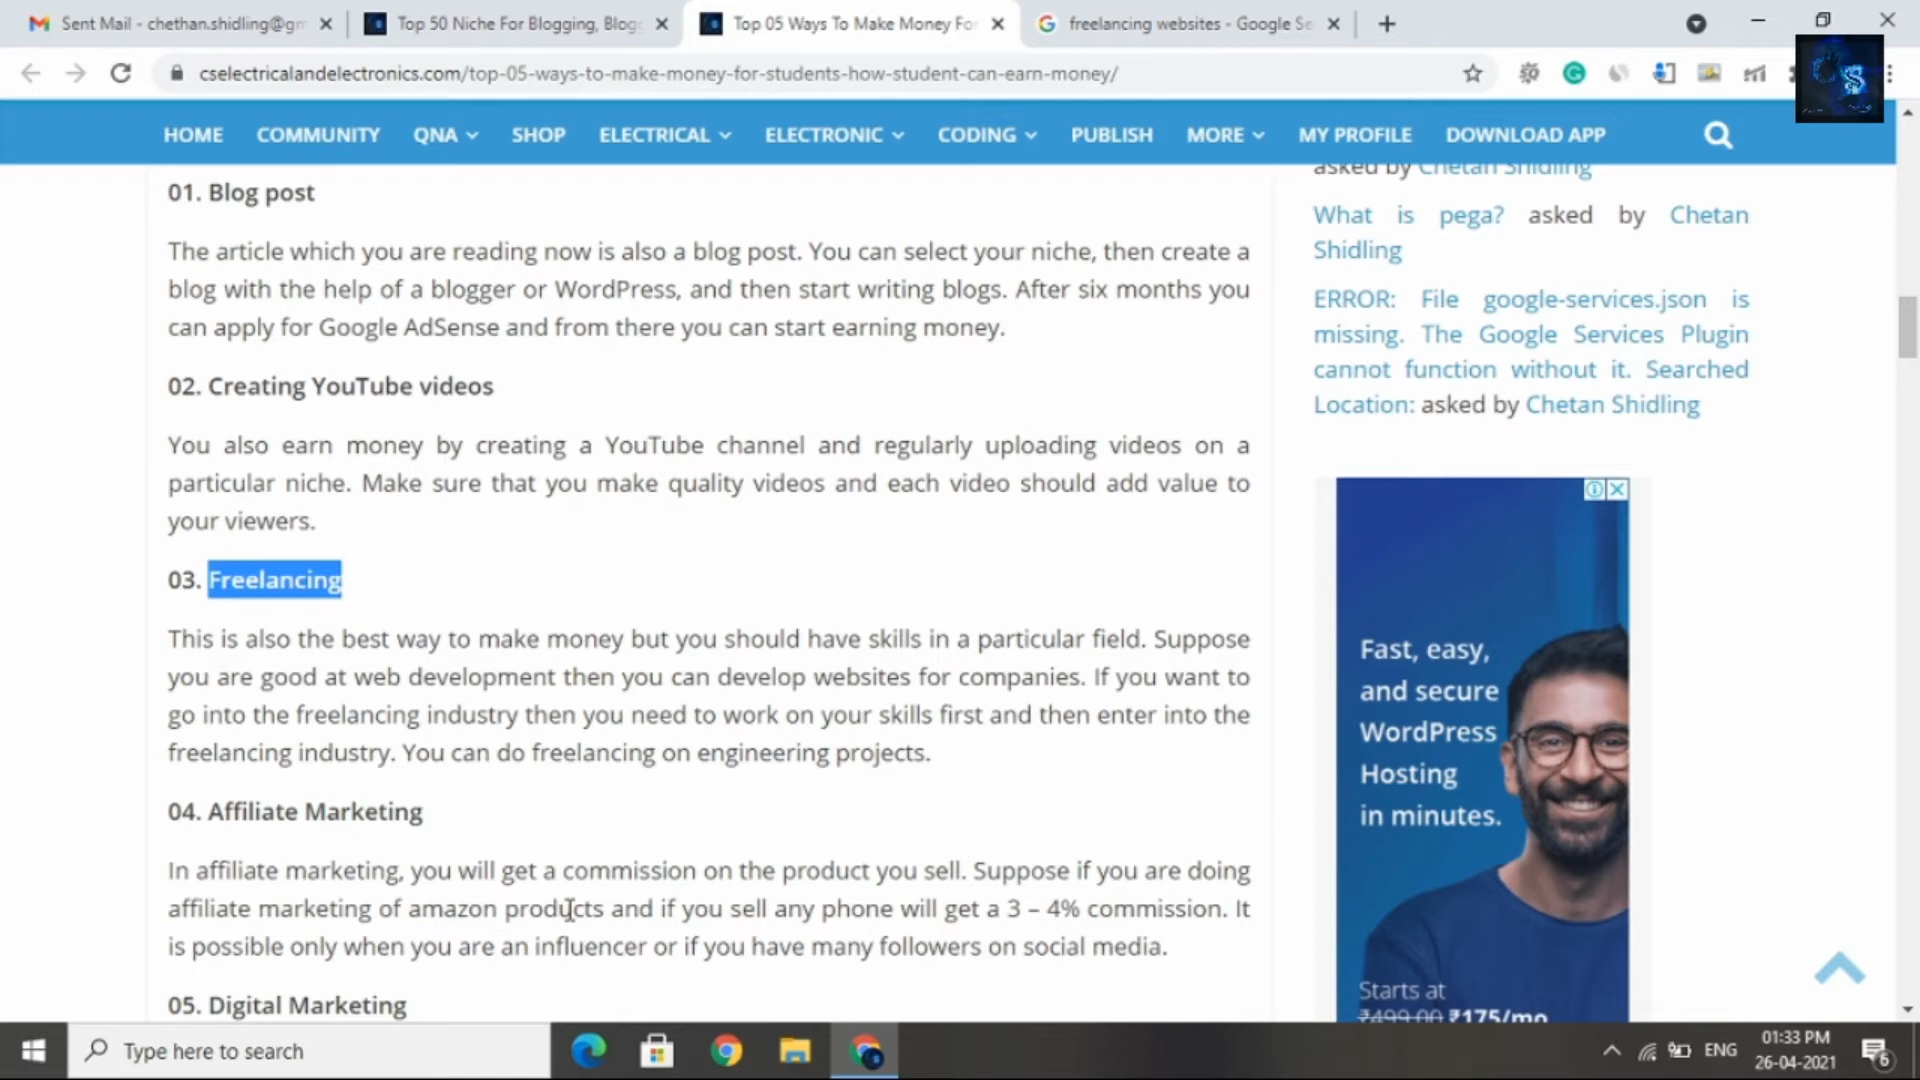 Sent Mail - chethan.shidling@gm
Top 50 Niche For Blogging, Blogg
Top 05 Ways To Make Money For
freelancing websites - Google Se
cselectricalandelectronics.com/top-05-ways-to-make-money-for-students-how-student-can-earn-money/
HOME COMMUNITY QNA SHOP ELECTRICAL ELECTRONIC CODING PUBLISH MORE MY PROFILE DOWNLOAD APP
01. Blog post
The article which you are reading now is also a blog post. You can select your niche, then create a
blog with the help of a blogger or WordPress, and then start writing blogs. After six months you
can apply for Google AdSense and from there you can start earning money.
02. Creating YouTube videos
You also earn money by creating a YouTube channel and regularly uploading videos on a
particular niche. Make sure that you make quality videos and each video should add value to
your viewers.
03. Freelancing
This is also the best way to make money but you should have skills in a particular field. Suppose
you are good at web development then you can develop websites for companies. If you want to
go into the freelancing industry then you need to work on your skills first and then enter into the
freelancing industry. You can do freelancing on engineering projects.
04. Affiliate Marketing
In affiliate marketing, you will get a commission on the product you sell. Suppose if you are doing
affiliate marketing of amazon products and if you sell any phone will get a 3 – 4% commission. It
is possible only when you are an influencer or if you have many followers on social media.
05. Digital Marketing
asked by Chetan Shidling
What is pega? asked by Chetan
Shidling
ERROR: File google-services.json is
missing. The Google Services Plugin
cannot function without it. Searched
Location: asked by Chetan Shidling
Fast, easy,
and secure
WordPress
Hosting
in minutes.
Starts at
₹499.00 ₹175/mo
Type here to search
ENG
01:33 PM
26-04-2021
6